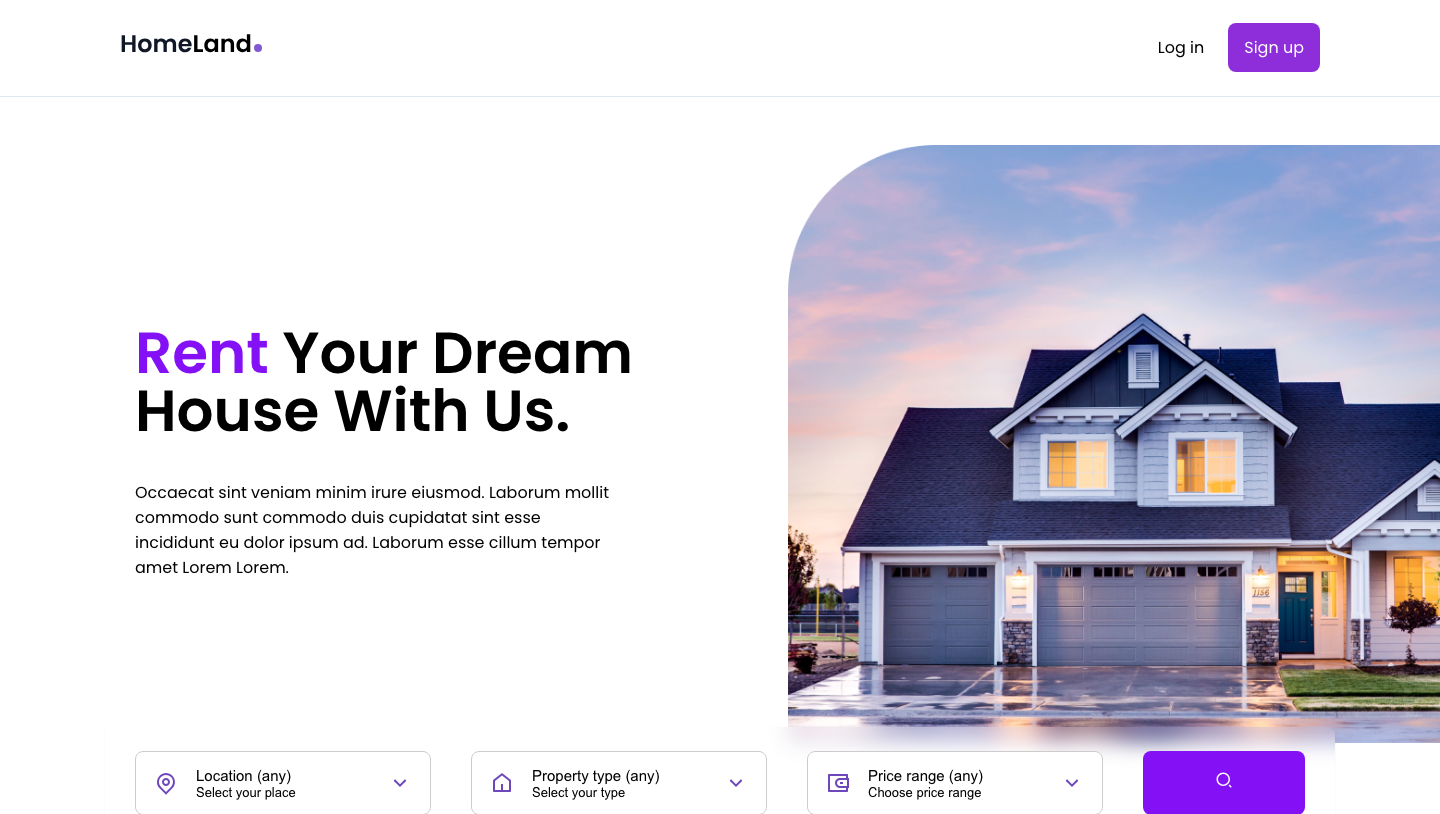 HomeLand
Log in
Sign up
Rent Your Dream
House With Us.
Occaecat sint veniam minim irure eiusmod. Laborum mollit
commodo sunt commodo duis cupidatat sint esse
incididunt eu dolor ipsum ad. Laborum esse cillum tempor
amet Lorem Lorem.
1156
Location (any)
Select your place
Property type (any)
Select your type
Price range (any)
Choose price range